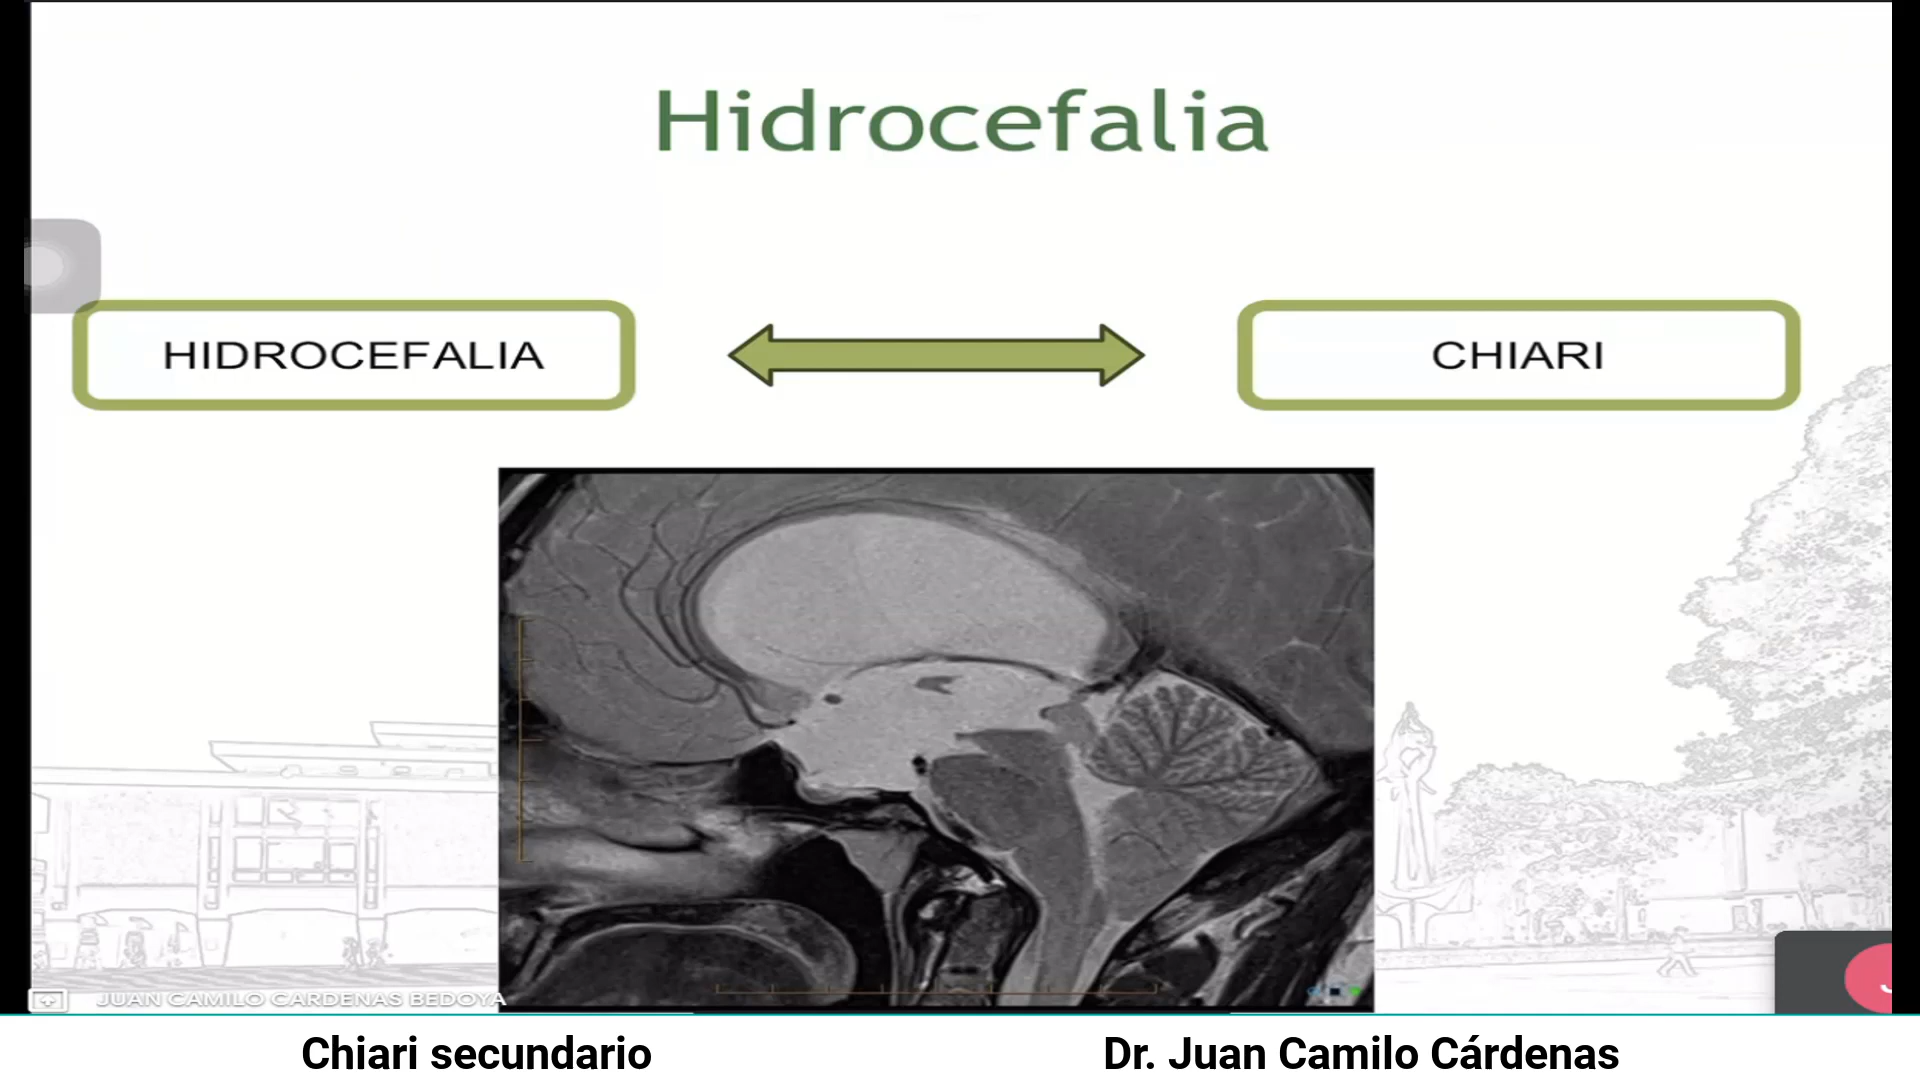 Hidrocefalia
HIDROCEFALIA
CHIARI
JUAN CAMILO CARDENAS BEDOYA
Chiari secundario
Dr. Juan Camilo Cárdenas